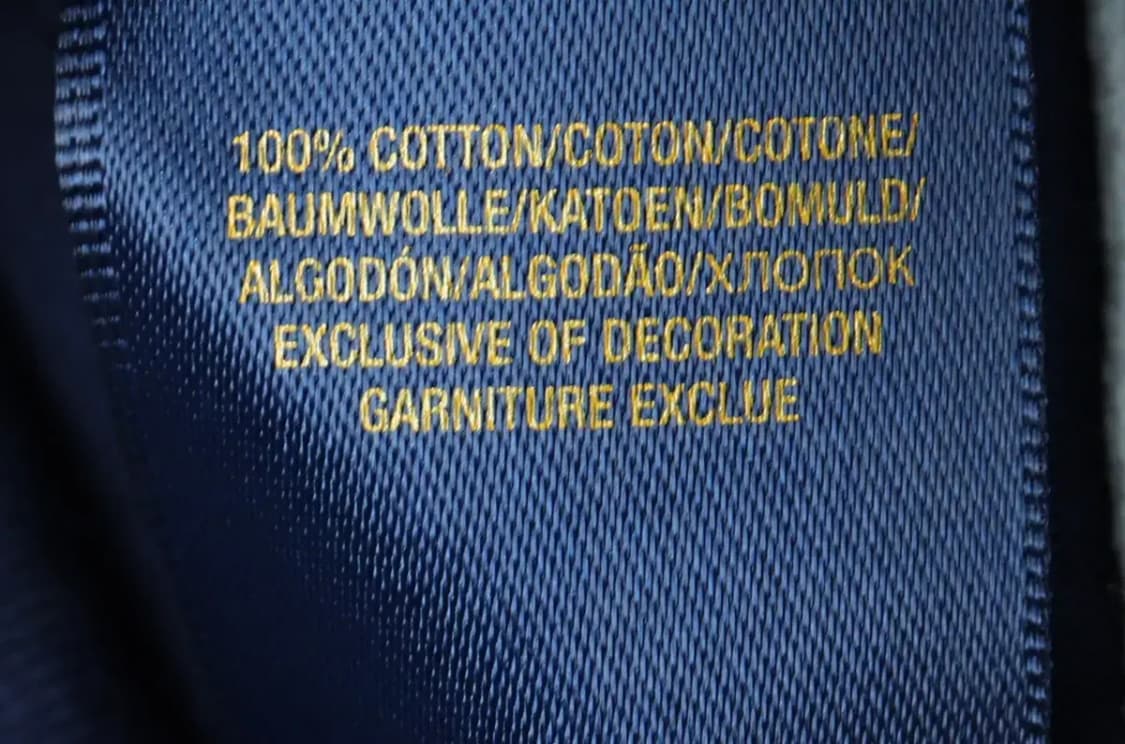 100% COTTON/COTON/COTONE/
BAUMWOLLE/KATOEN/BOMULD/
ALGODÓN/ALGODÃO/ХЛОПОК
EXCLUSIVE OF DECORATION
GARNITURE EXCLUE